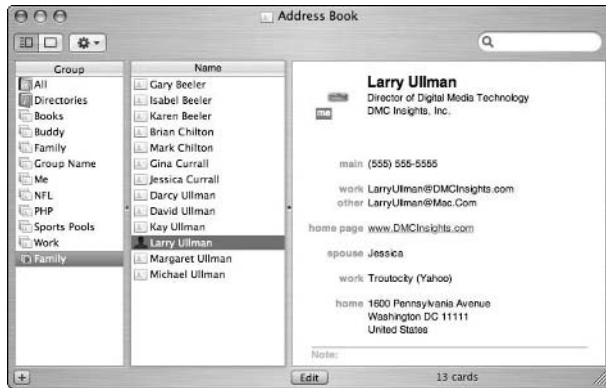 Address Book
Group
All
Directories
Books
Buddy
Family
Group Name
Me
NFL
PHP
Sports Pools
Work
Family
Name
Gary Beeler
Isabel Beeler
Karen Beeler
Brian Chilton
Mark Chilton
Gina Currall
Jessica Currall
Darcy Ullman
David Ullman
Kay Ullman
Larry Ullman
Margaret Ullman
Michael Ullman
Larry Ullman
Director of Digital Media Technology
DMC Insights, Inc.
me
main (555) 555-5555
work LarryUllman@DMCInsights.com
other LarryUllman@Mac.Com
home page www.DMCInsights.com
spouse Jessica
work Troutocity (Yahoo)
home 1600 Pennsylvania Avenue
Washington DC 11111
United States
Note:
Edit
13 cards